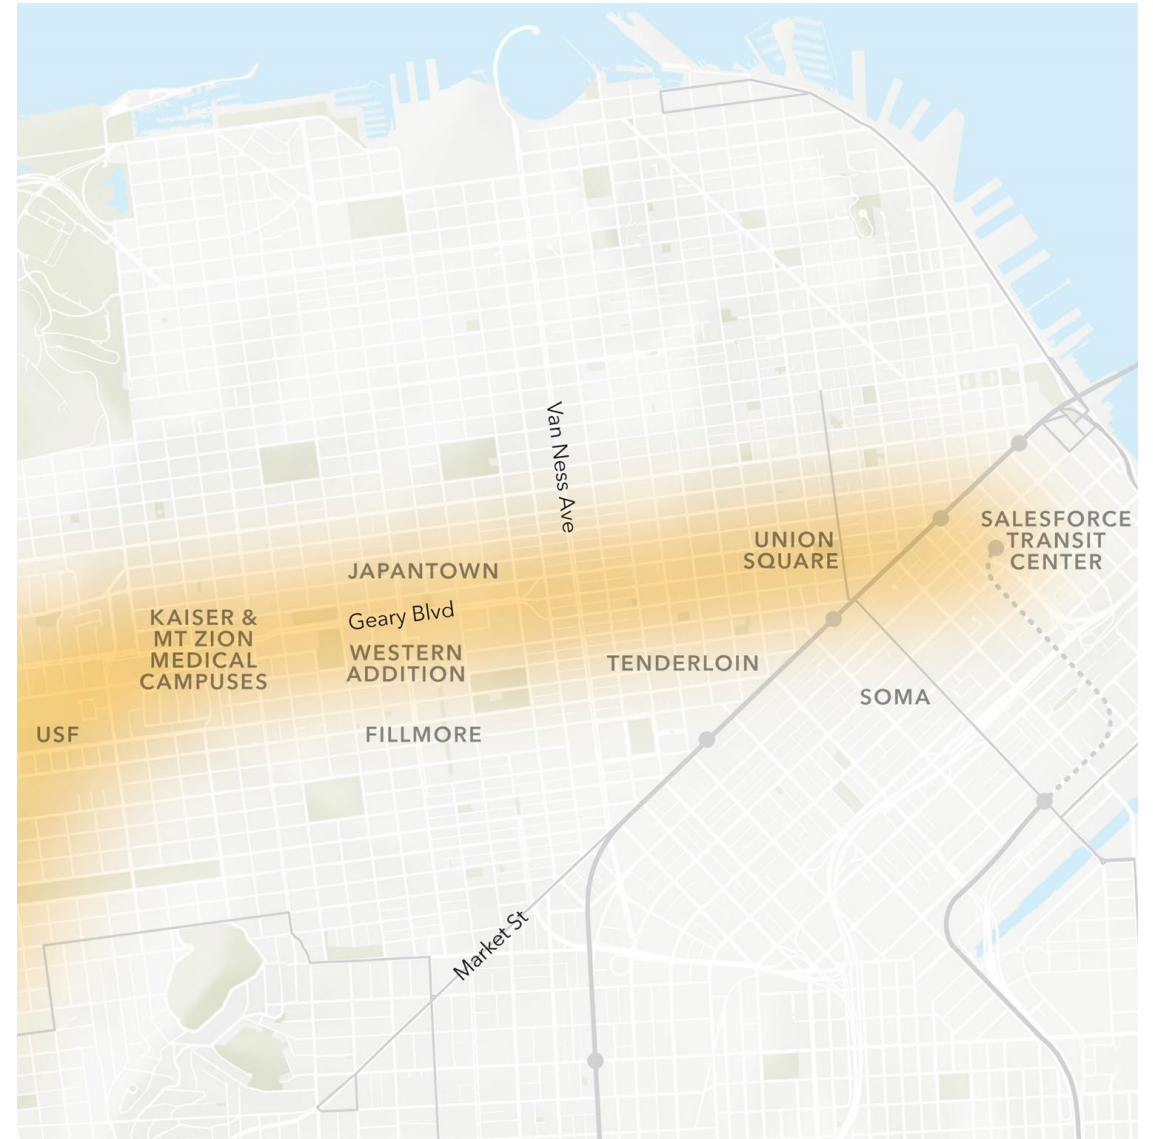 Van Ness Ave
SALESFORCE
TRANSIT
CENTER
UNION
SQUARE
JAPANTOWN
Geary Blvd
KAISER &
MT ZION
MEDICAL
CAMPUSES
WESTERN
ADDITION
TENDERLOIN
SOMA
USF
FILLMORE
Market St